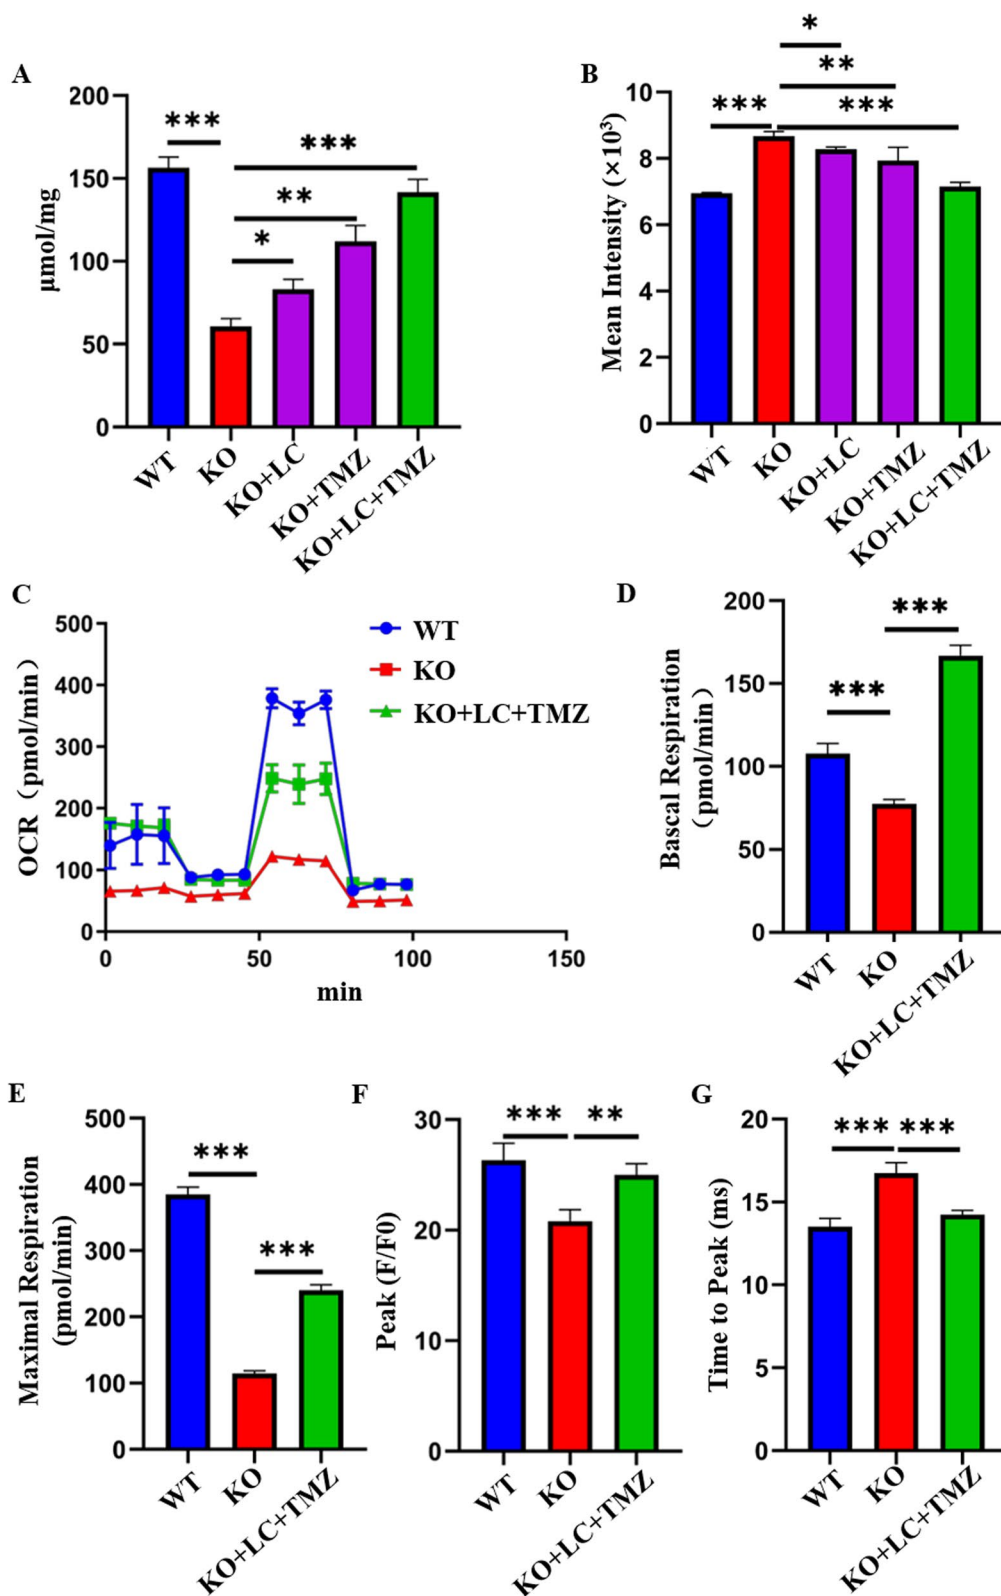 A
μmol/mg
200
150
100
50
0
***
***
**
*
WT
KO
KO+LC
KO+TMZ
KO+LC+TMZ
B
Mean Intensity (×10³)
10
8
6
4
2
0
*
**
***
***
WT
KO
KO+LC
KO+TMZ
KO+LC+TMZ
C
OCR（pmol/min）
500
400
300
200
100
0
0
50
100
150
min
WT
KO
KO+LC+TMZ
D
Bascal Respiration
（pmol/min）
200
150
100
50
0
***
***
WT
KO
KO+LC+TMZ
E
Maximal Respiration
(pmol/min)
500
400
300
200
100
0
***
***
WT
KO
KO+LC+TMZ
F
Peak (F/F0)
30
20
10
0
***
**
WT
KO
KO+LC+TMZ
G
Time to Peak (ms)
20
15
10
5
0
***
***
WT
KO
KO+LC+TMZ